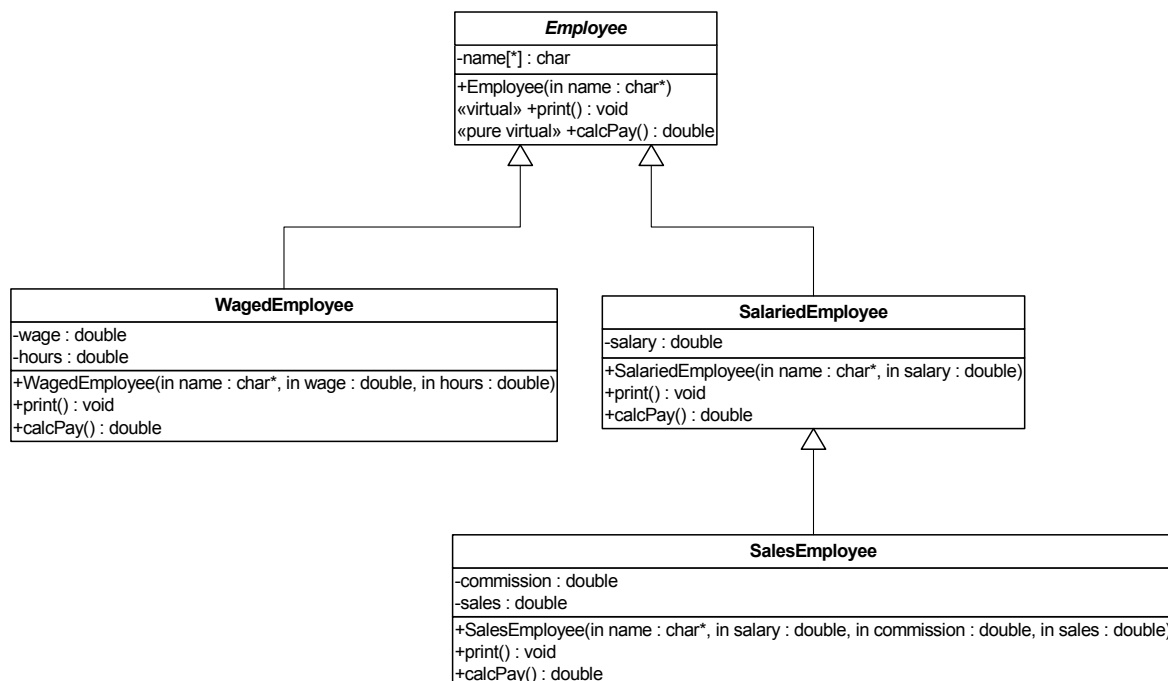 Employee
-name[*] : char
+Employee(in name : char*)
«virtual» +print() : void
«pure virtual» +calcPay() : double
WagedEmployee
-wage : double
-hours : double
+WagedEmployee(in name : char*, in wage : double, in hours : double)
+print() : void
+calcPay() : double
SalariedEmployee
-salary : double
+SalariedEmployee(in name : char*, in salary : double)
+print() : void
+calcPay() : double
SalesEmployee
-commission : double
-sales : double
+SalesEmployee(in name : char*, in salary : double, in commission : double, in sales : double)
+print() : void
+calcPay() : double